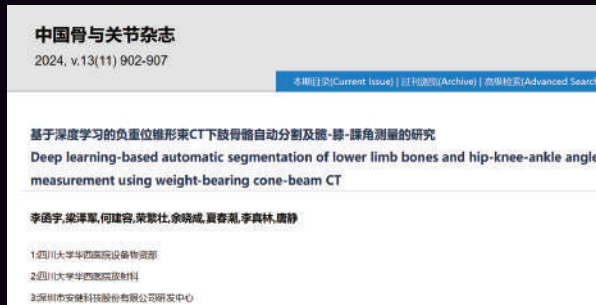 中国骨与关节杂志
2024, v.13(11) 902-907
本期目录(Current Issue) | 过刊浏览(Archive) | 高级检索(Advanced Search
基于深度学习的负重位锥形束CT下肢骨骼自动分割及髋-膝-踝角测量的研究
Deep learning-based automatic segmentation of lower limb bones and hip-knee-ankle angle
measurement using weight-bearing cone-beam CT
李函宇,梁泽军,何建容,荣繁壮,余晓成,夏春潮,李真林,唐静
1:四川大学华西医院设备物资部
2:四川大学华西医院放射科
3:深圳市安健科技股份有限公司研发中心